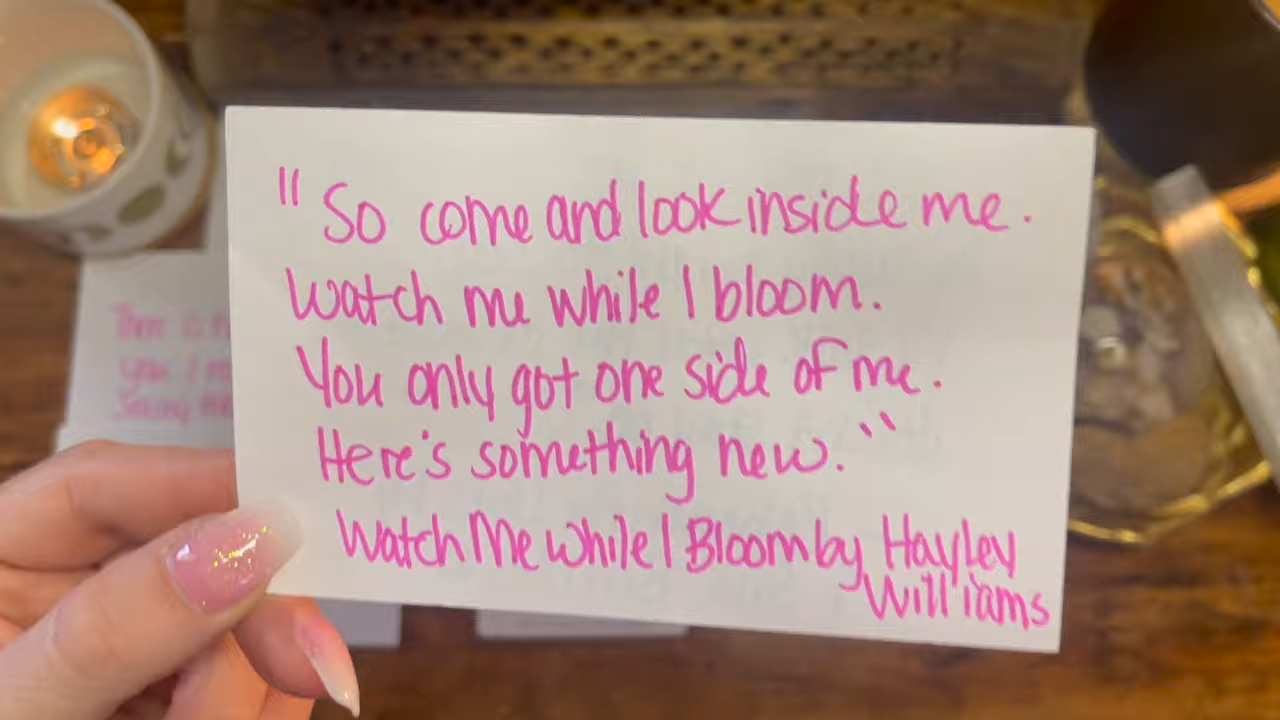 "So come and look inside me.
Watch me while I bloom.
You only got one side of me.
Here's something new."
Watch Me While I Bloom by Hayley
Williams